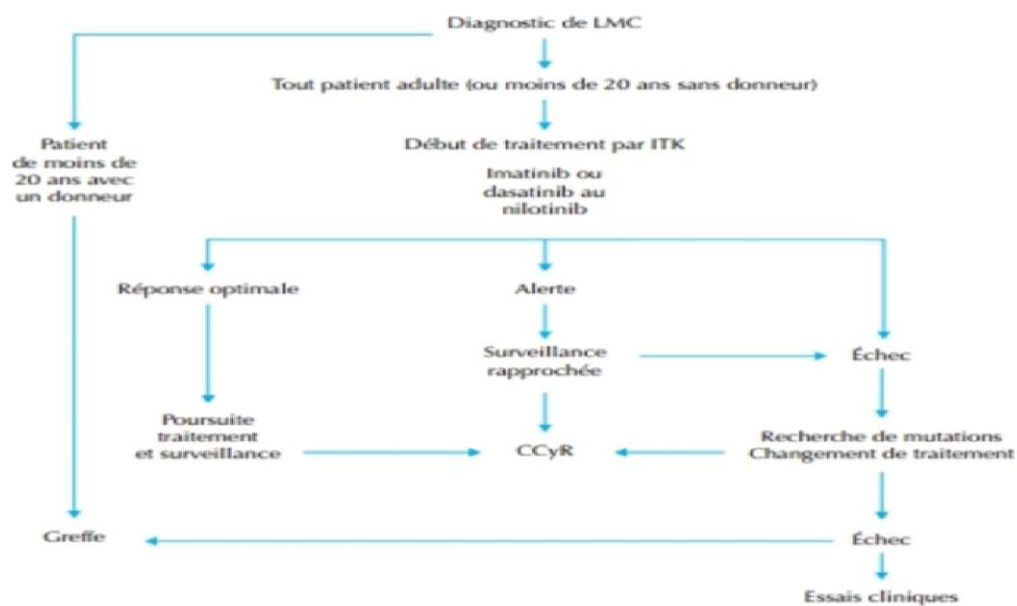 Diagnostic de LMC
Tout patient adulte (ou moins de 20 ans sans donneur)
Patient
de moins de
20 ans avec
un donneur
Début de traitement par ITK
Imatinib ou
dasatinib au
nilotinib
Réponse optimale
Alerte
Surveillance
rapprochée
Échec
Poursuite
traitement
et surveillance
CCyR
Recherche de mutations
Changement de traitement
Greffe
Échec
Essais cliniques